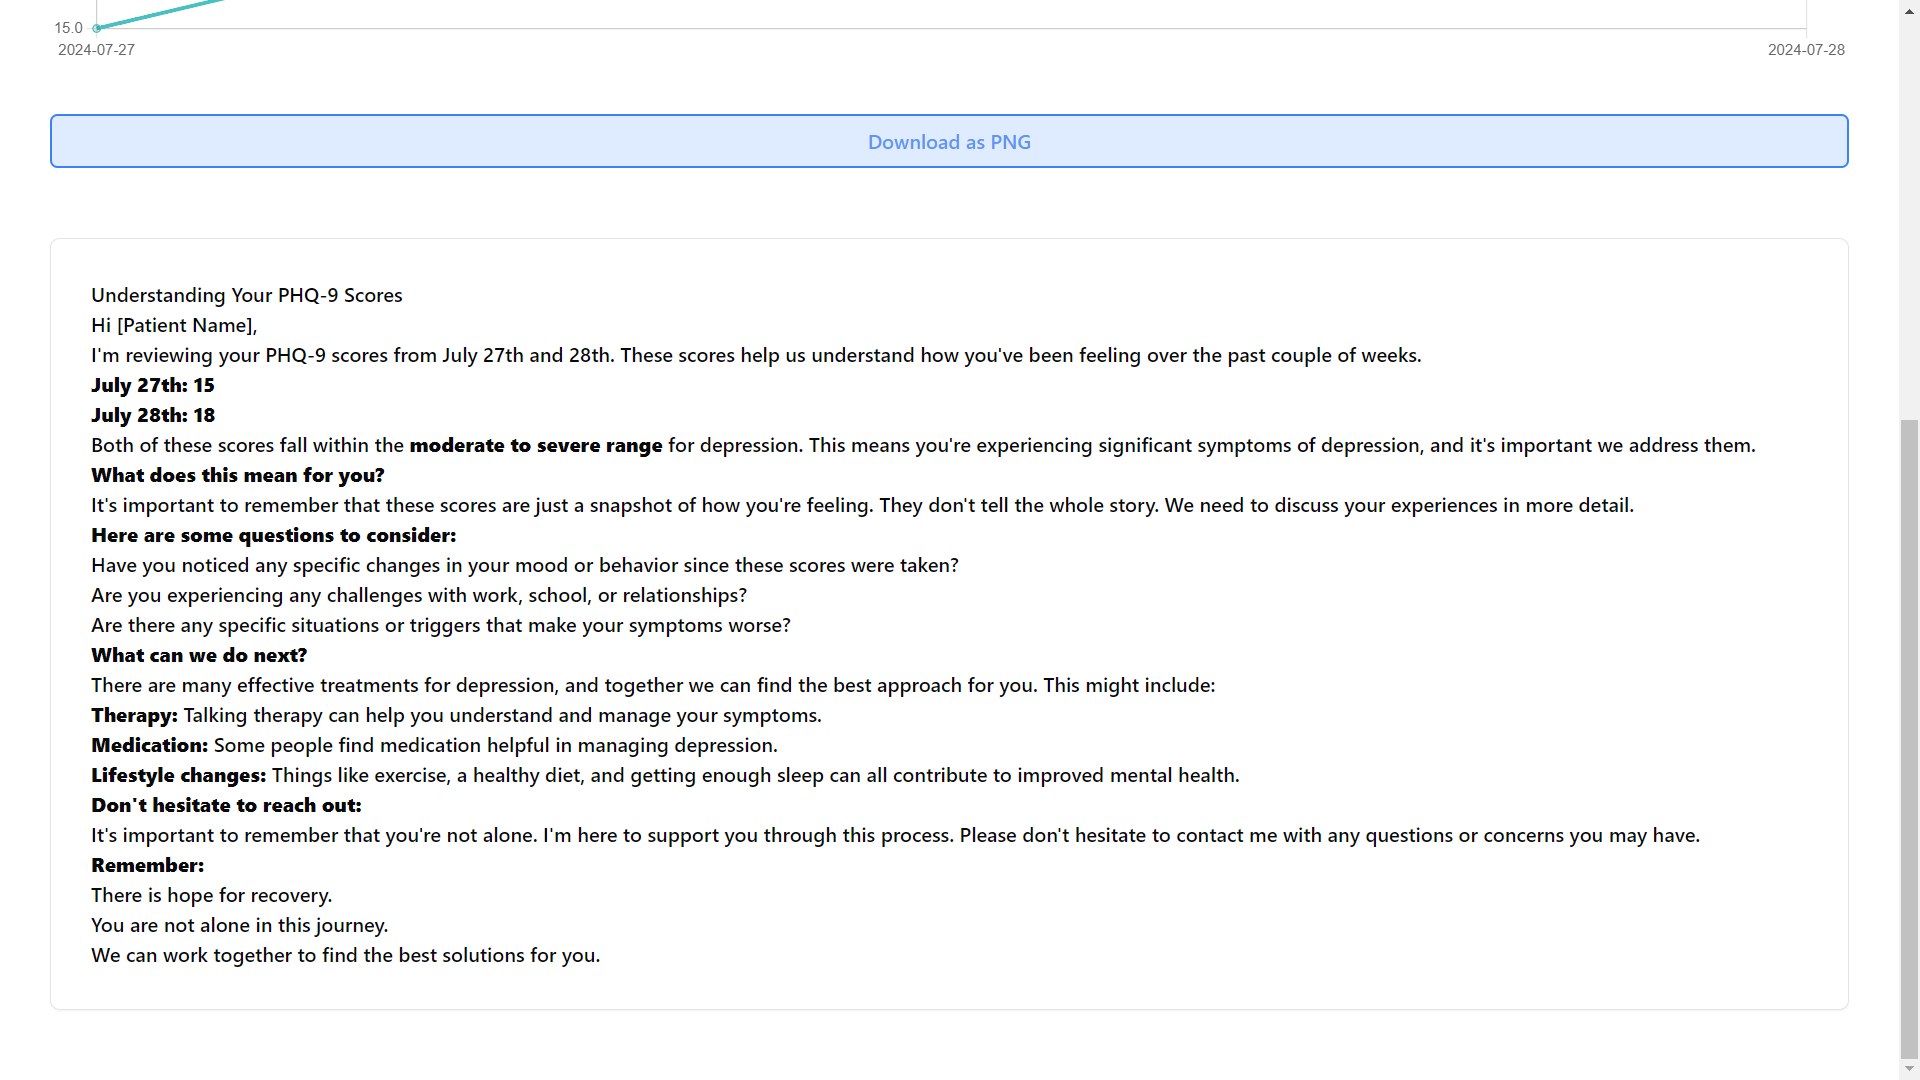 15.0
2024-07-27
2024-07-28
Download as PNG
Understanding Your PHQ-9 Scores
Hi [Patient Name],
I'm reviewing your PHQ-9 scores from July 27th and 28th. These scores help us understand how you've been feeling over the past couple of weeks.
July 27th: 15
July 28th: 18
Both of these scores fall within the moderate to severe range for depression. This means you're experiencing significant symptoms of depression, and it's important we address them.
What does this mean for you?
It's important to remember that these scores are just a snapshot of how you're feeling. They don't tell the whole story. We need to discuss your experiences in more detail.
Here are some questions to consider:
Have you noticed any specific changes in your mood or behavior since these scores were taken?
Are you experiencing any challenges with work, school, or relationships?
Are there any specific situations or triggers that make your symptoms worse?
What can we do next?
There are many effective treatments for depression, and together we can find the best approach for you. This might include:
Therapy: Talking therapy can help you understand and manage your symptoms.
Medication: Some people find medication helpful in managing depression.
Lifestyle changes: Things like exercise, a healthy diet, and getting enough sleep can all contribute to improved mental health.
Don't hesitate to reach out:
It's important to remember that you're not alone. I'm here to support you through this process. Please don't hesitate to contact me with any questions or concerns you may have.
Remember:
There is hope for recovery.
You are not alone in this journey.
We can work together to find the best solutions for you.